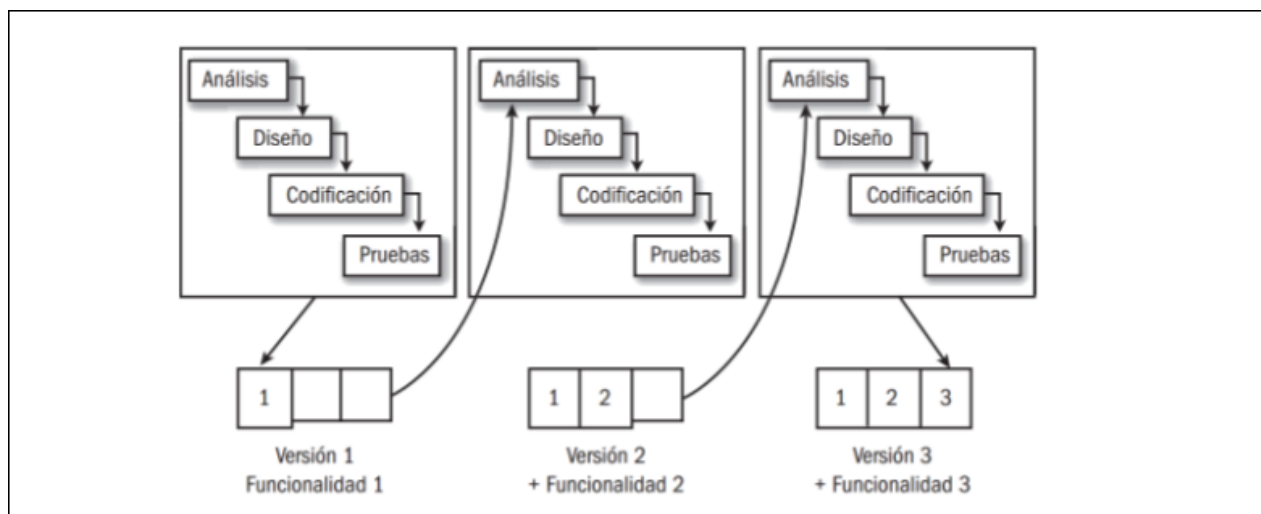 Análisis
Diseño
Codificación
Pruebas
Análisis
Diseño
Codificación
Pruebas
Análisis
Diseño
Codificación
Pruebas
1
Versión 1
Funcionalidad 1
1 2
Versión 2
+ Funcionalidad 2
1 2 3
Versión 3
+ Funcionalidad 3